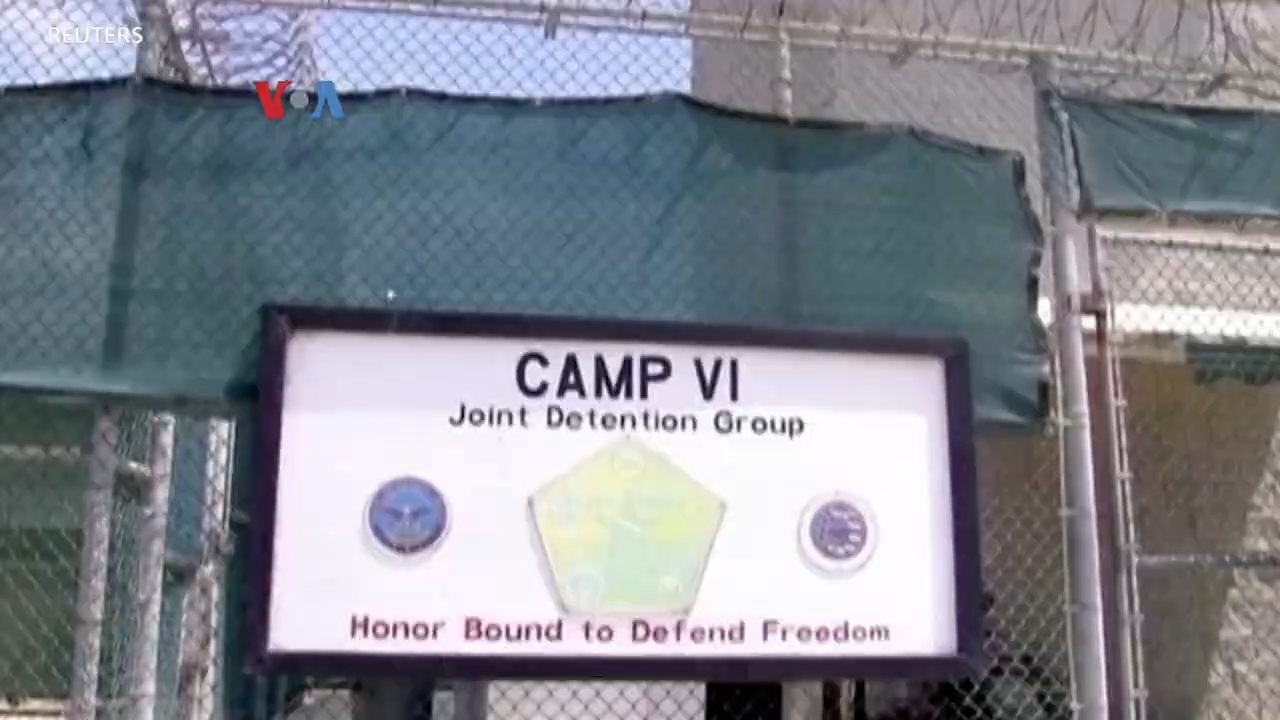 REUTERS
VOA
CAMP VI
Joint Detention Group
Honor Bound to Defend Freedom